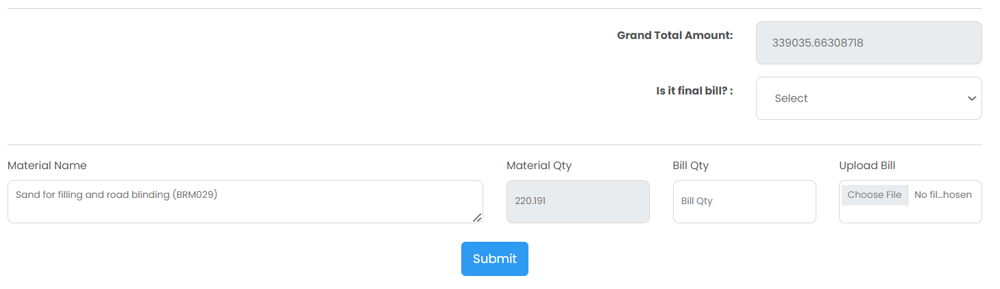 Grand Total Amount: 339035.66308718
Is it final bill? : Select
Material Name Material Qty Bill Qty Upload Bill
Sand for filling and road blinding (BRM029) 220.191 Bill Qty Choose File No fil...hosen
Submit